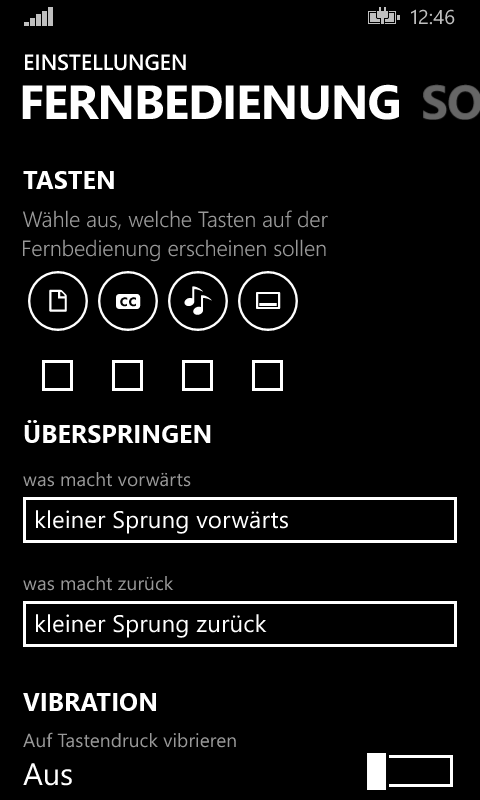 12:46
EINSTELLUNGEN
FERNBEDIENUNG SO
TASTEN
Wähle aus, welche Tasten auf der
Fernbedienung erscheinen sollen
CC
ÜBERSPRINGEN
was macht vorwärts
kleiner Sprung vorwärts
was macht zurück
kleiner Sprung zurück
VIBRATION
Auf Tastendruck vibrieren
Aus